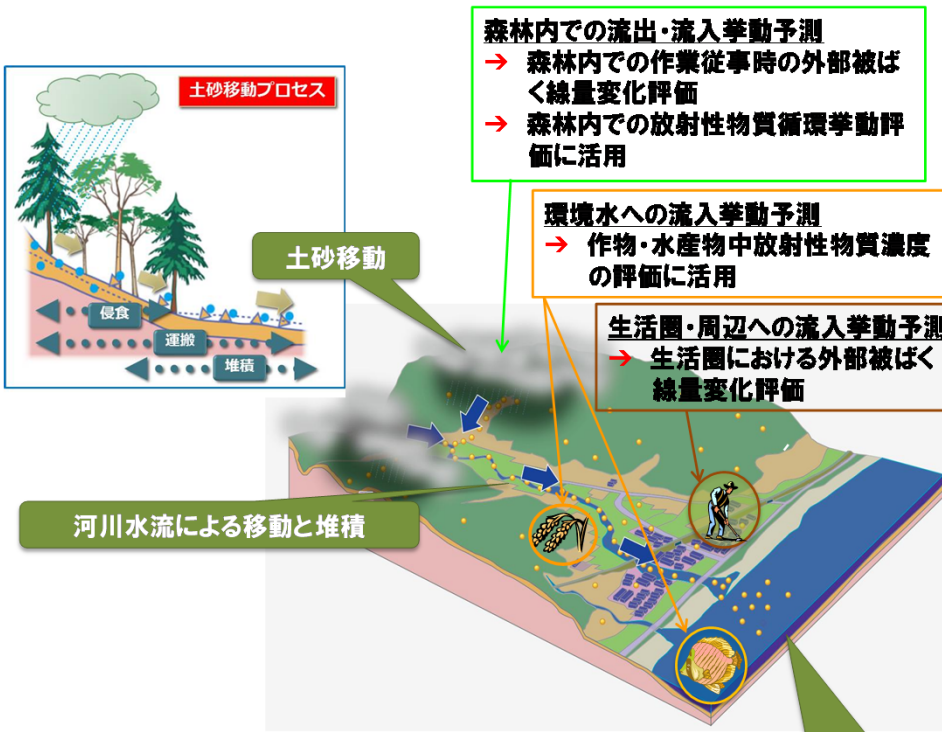 森林内での流出・流入挙動予測
→ 森林内での作業従事時の外部被ば
く線量変化評価
→ 森林内での放射性物質循環挙動評
価に活用
土砂移動プロセス
環境水への流入挙動予測
→ 作物・水産物中放射性物質濃度
の評価に活用
土砂移動
侵食
運搬
堆積
生活圏・周辺への流入挙動予測
→ 生活圏における外部被ばく
線量変化評価
河川水流による移動と堆積